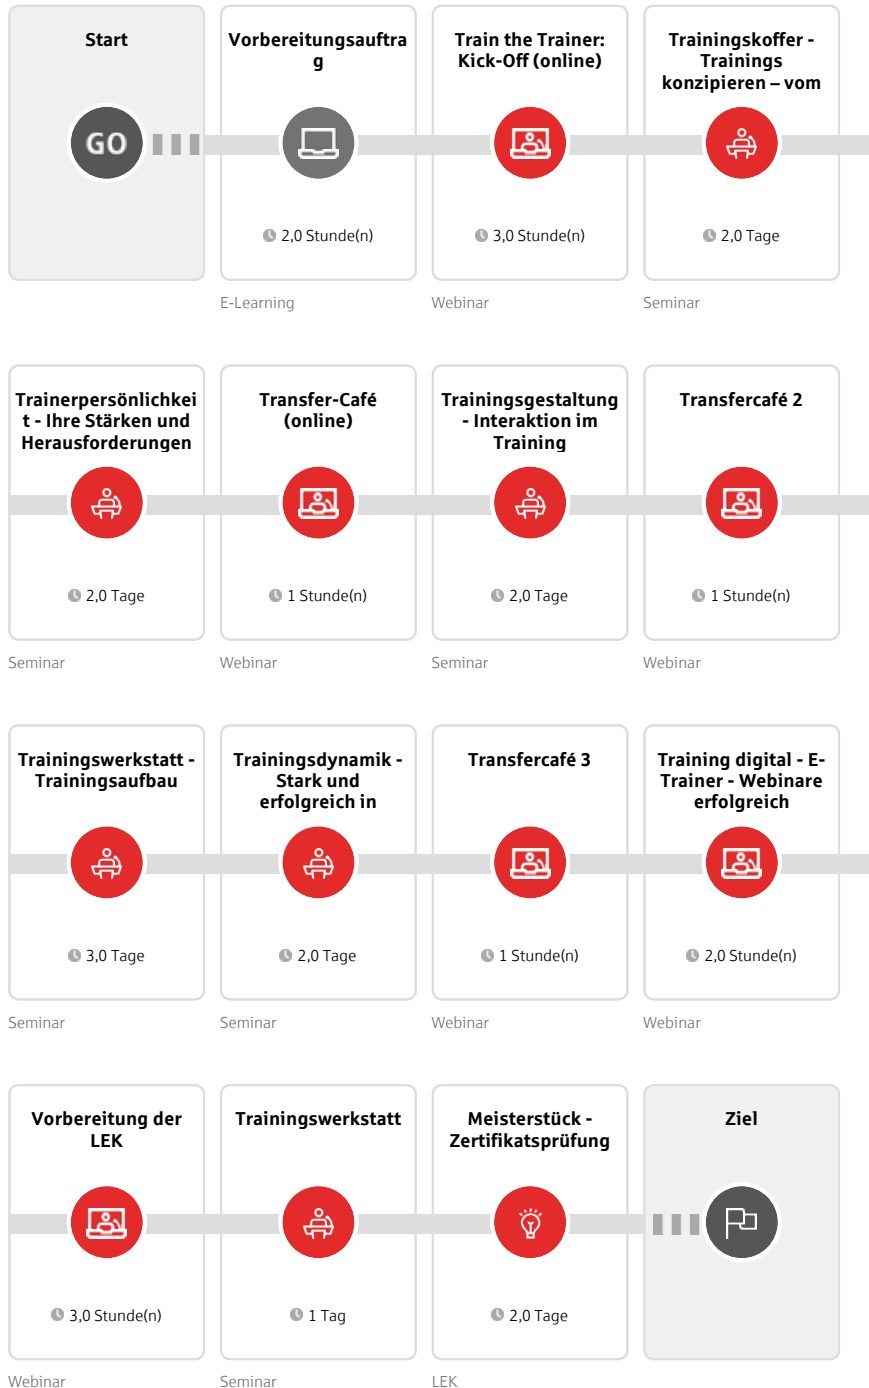 Start
GO
Vorbereitungsauftra
g
2,0 Stunde(n)
E-Learning
Train the Trainer:
Kick-Off (online)
3,0 Stunde(n)
Webinar
Trainingskoffer -
Trainings
konzipieren – vom
2,0 Tage
Seminar
Trainerpersönlichkei
t - Ihre Stärken und
Herausforderungen
2,0 Tage
Seminar
Transfer-Café
(online)
1 Stunde(n)
Webinar
Trainingsgestaltung
- Interaktion im
Training
2,0 Tage
Seminar
Transfercafé 2
1 Stunde(n)
Webinar
Trainingswerkstatt -
Trainingsaufbau
3,0 Tage
Seminar
Trainingsdynamik -
Stark und
erfolgreich in
2,0 Tage
Seminar
Transfercafé 3
1 Stunde(n)
Webinar
Training digital - E-
Trainer - Webinare
erfolgreich
2,0 Stunde(n)
Webinar
Vorbereitung der
LEK
3,0 Stunde(n)
Webinar
Trainingswerkstatt
1 Tag
Seminar
Meisterstück -
Zertifikatsprüfung
2,0 Tage
LEK
Ziel